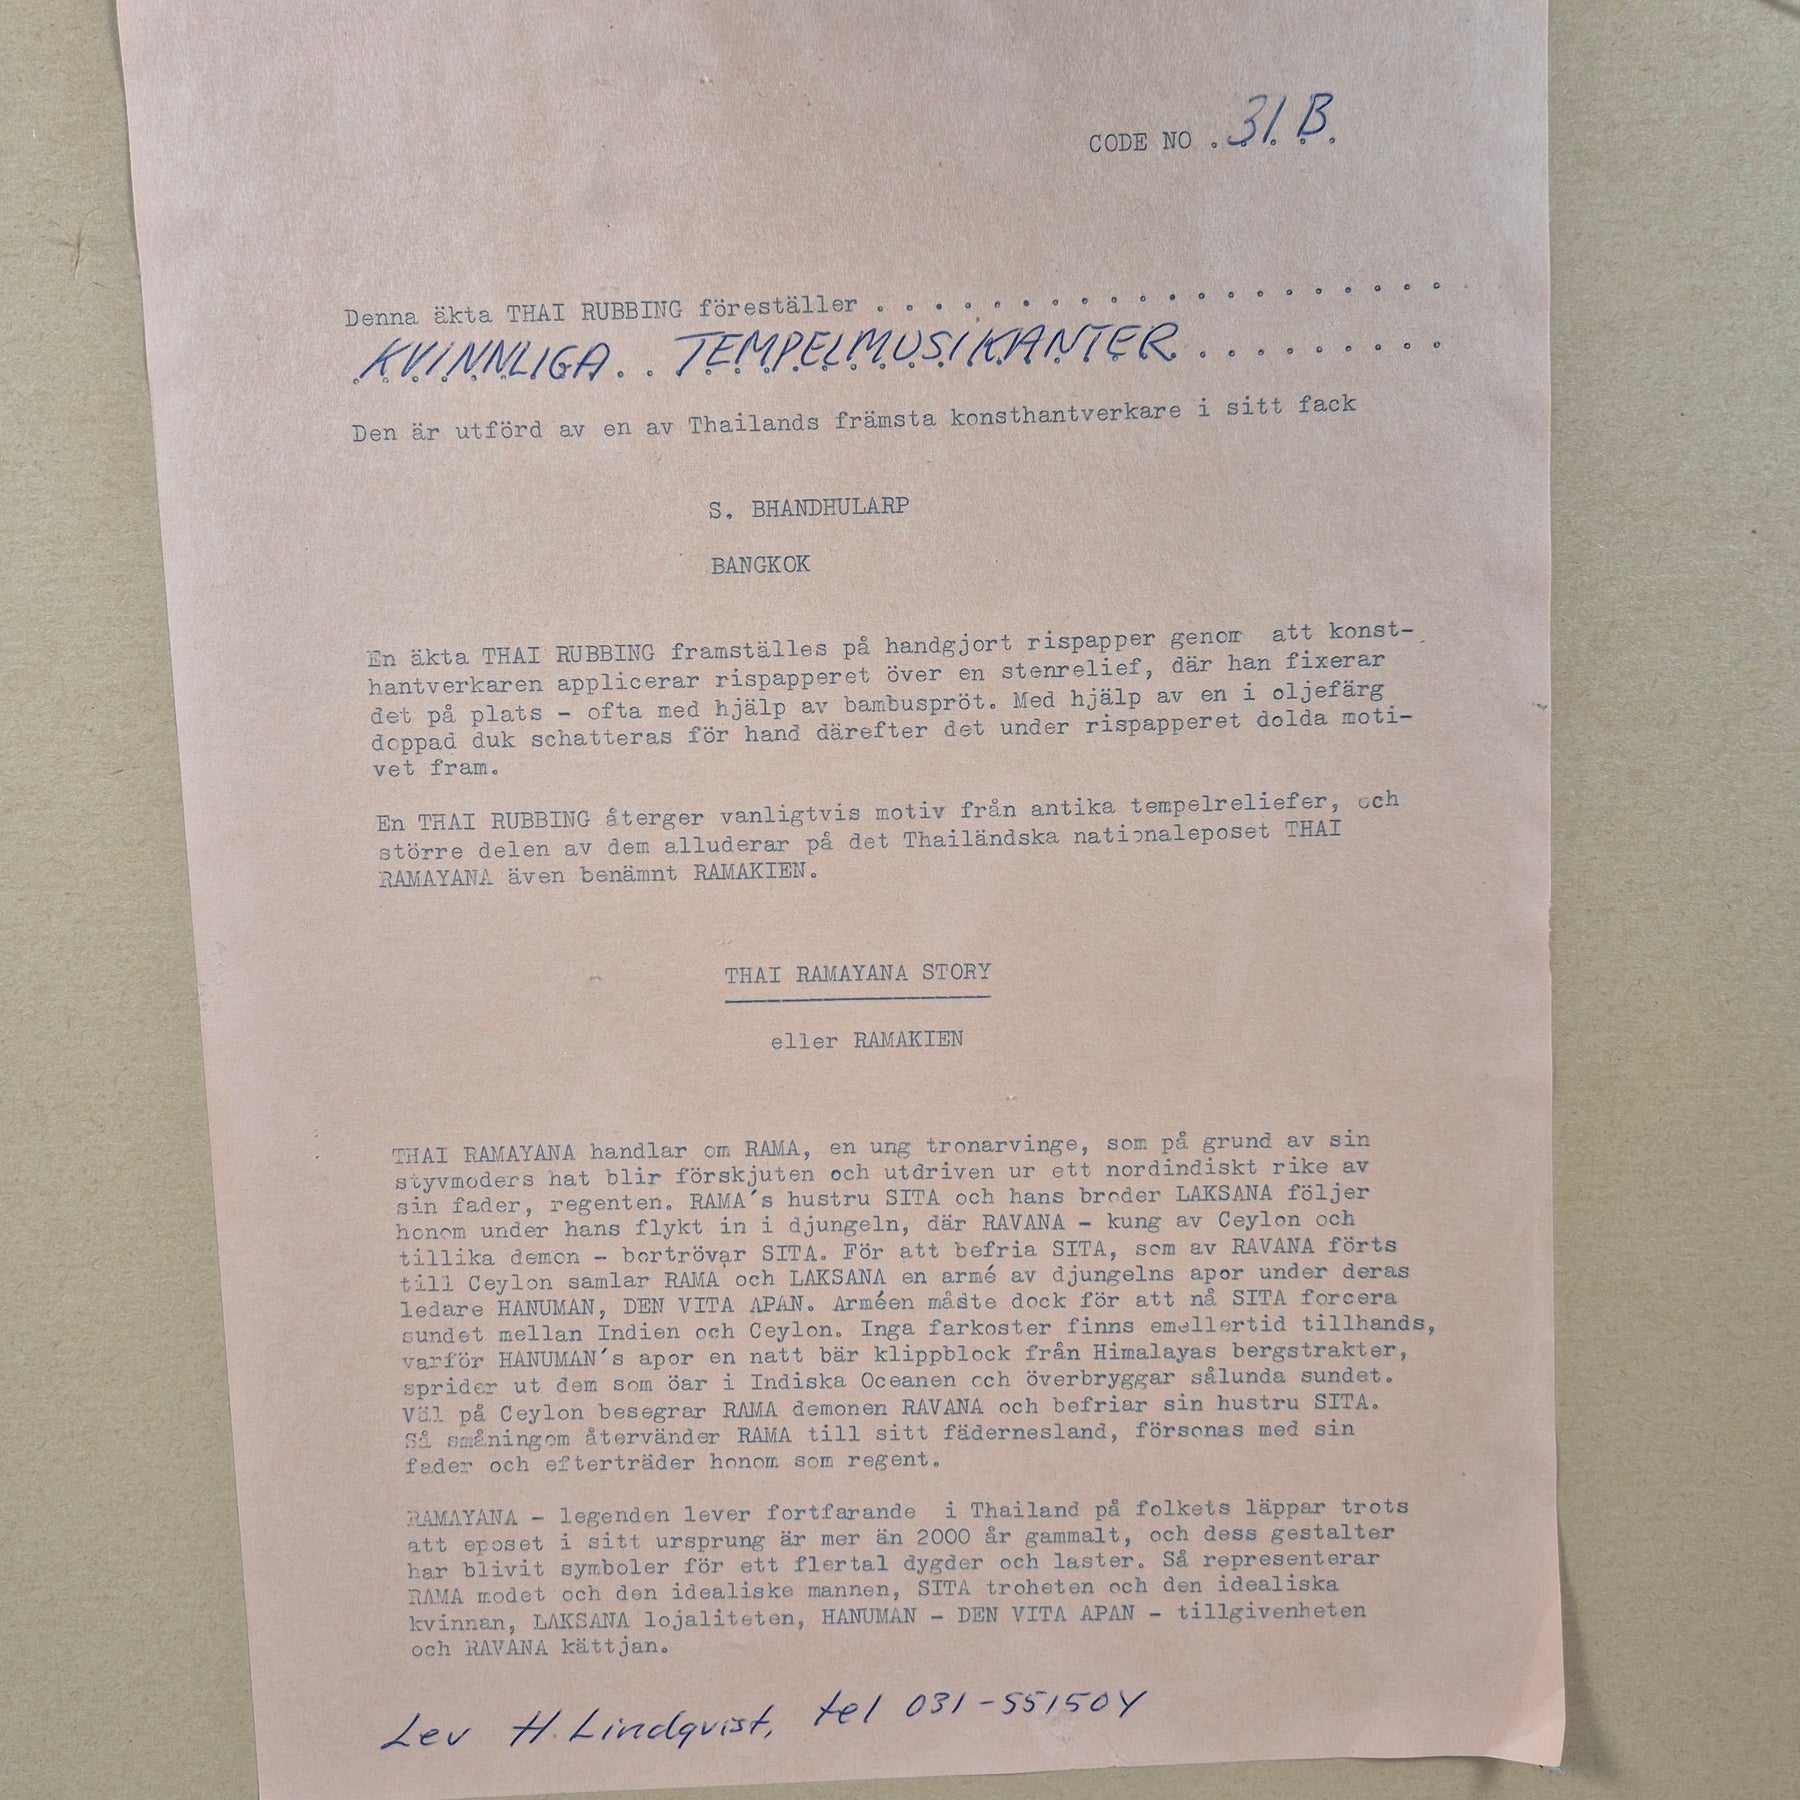 CODE NO . 31. B.
Denna äkta THAI RUBBING föreställer . . . . . . . . . . . . . . . . . . . .
KVINNLIGA . . TEMPELMUSIKANTER . . . . . . . . .
Den är utförd av en av Thailands främsta konsthantverkare i sitt fack
S. BHANDHULARP
BANGKOK
En äkta THAI RUBBING framställes på handgjort rispapper genom att konst-
hantverkaren applicerar rispapperet över en stenrelief, där han fixerar
det på plats - ofta med hjälp av bambuspröt. Med hjälp av en i oljefärg
doppad duk schatteras för hand därefter det under rispapperet dolda moti-
vet fram.
En THAI RUBBING återger vanligtvis motiv från antika tempelreliefer, och
större delen av dem alluderar på det Thailändska nationaleposet THAI
RAMAYANA även benämnt RAMAKIEN.
THAI RAMAYANA STORY
eller RAMAKIEN
THAI RAMAYANA handlar om RAMA, en ung tronarvinge, som på grund av sin
styvmoders hat blir förskjuten och utdriven ur ett nordindiskt rike av
sin fader, regenten. RAMA´s hustru SITA och hans broder LAKSANA följer
honom under hans flykt in i djungeln, där RAVANA - kung av Ceylon och
tillika demon - bortrövar SITA. För att befria SITA, som av RAVANA förts
till Ceylon samlar RAMA och LAKSANA en armé av djungelns apor under deras
ledare HANUMAN, DEN VITA APAN. Arméen måste dock för att nå SITA forcera
sundet mellan Indien och Ceylon. Inga farkoster finns emellertid tillhands,
varför HANUMAN´s apor en natt bär klippblock från Himalayas bergstrakter,
sprider ut dem som öar i Indiska Oceanen och överbryggar sålunda sundet.
Väl på Ceylon besegrar RAMA demonen RAVANA och befriar sin hustru SITA.
Så småningom återvänder RAMA till sitt fädernesland, försonas med sin
fader och efterträder honom som regent.
RAMAYANA - legenden lever fortfarande i Thailand på folkets läppar trots
att eposet i sitt ursprung är mer än 2000 år gammalt, och dess gestalter
har blivit symboler för ett flertal dygder och laster. Så representerar
RAMA modet och den idealiske mannen, SITA troheten och den idealiska
kvinnan, LAKSANA lojaliteten, HANUMAN - DEN VITA APAN - tillgivenheten
och RAVANA kättjan.
Lev H. Lindqvist, tel 031-551504